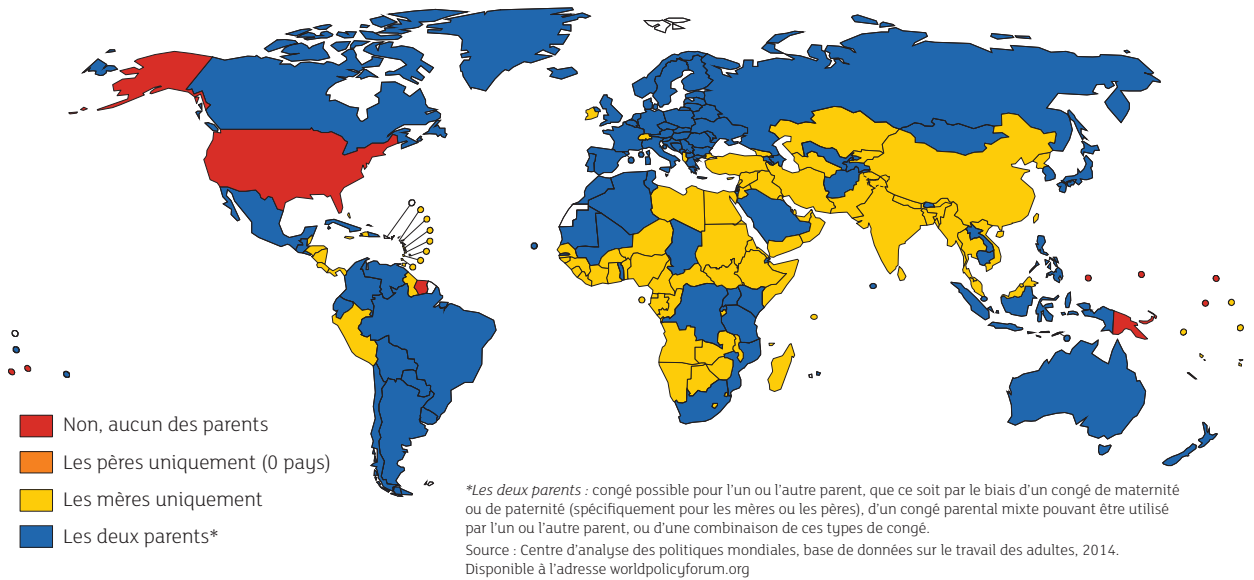 Non, aucun des parents
Les pères uniquement (0 pays)
Les mères uniquement
Les deux parents*
*Les deux parents : congé possible pour l'un ou l'autre parent, que ce soit par le biais d'un congé de maternité
ou de paternité (spécifiquement pour les mères ou les pères), d'un congé parental mixte pouvant être utilisé
par l'un ou l'autre parent, ou d'une combinaison de ces types de congé.
Source : Centre d'analyse des politiques mondiales, base de données sur le travail des adultes, 2014.
Disponible à l'adresse worldpolicyforum.org